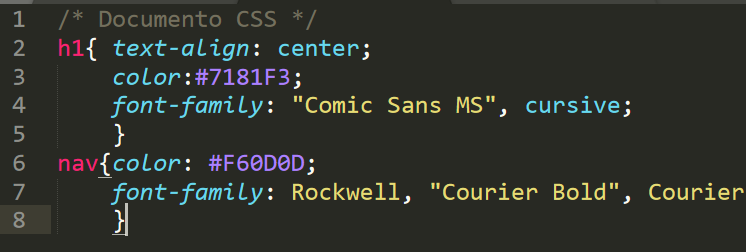 1 /* Documento CSS */
2 h1{ text-align: center;
3 color:#7181F3;
4 font-family: "Comic Sans MS", cursive;
5 }
6 nav{color: #F60D0D;
7 font-family: Rockwell, "Courier Bold", Courier
8 }